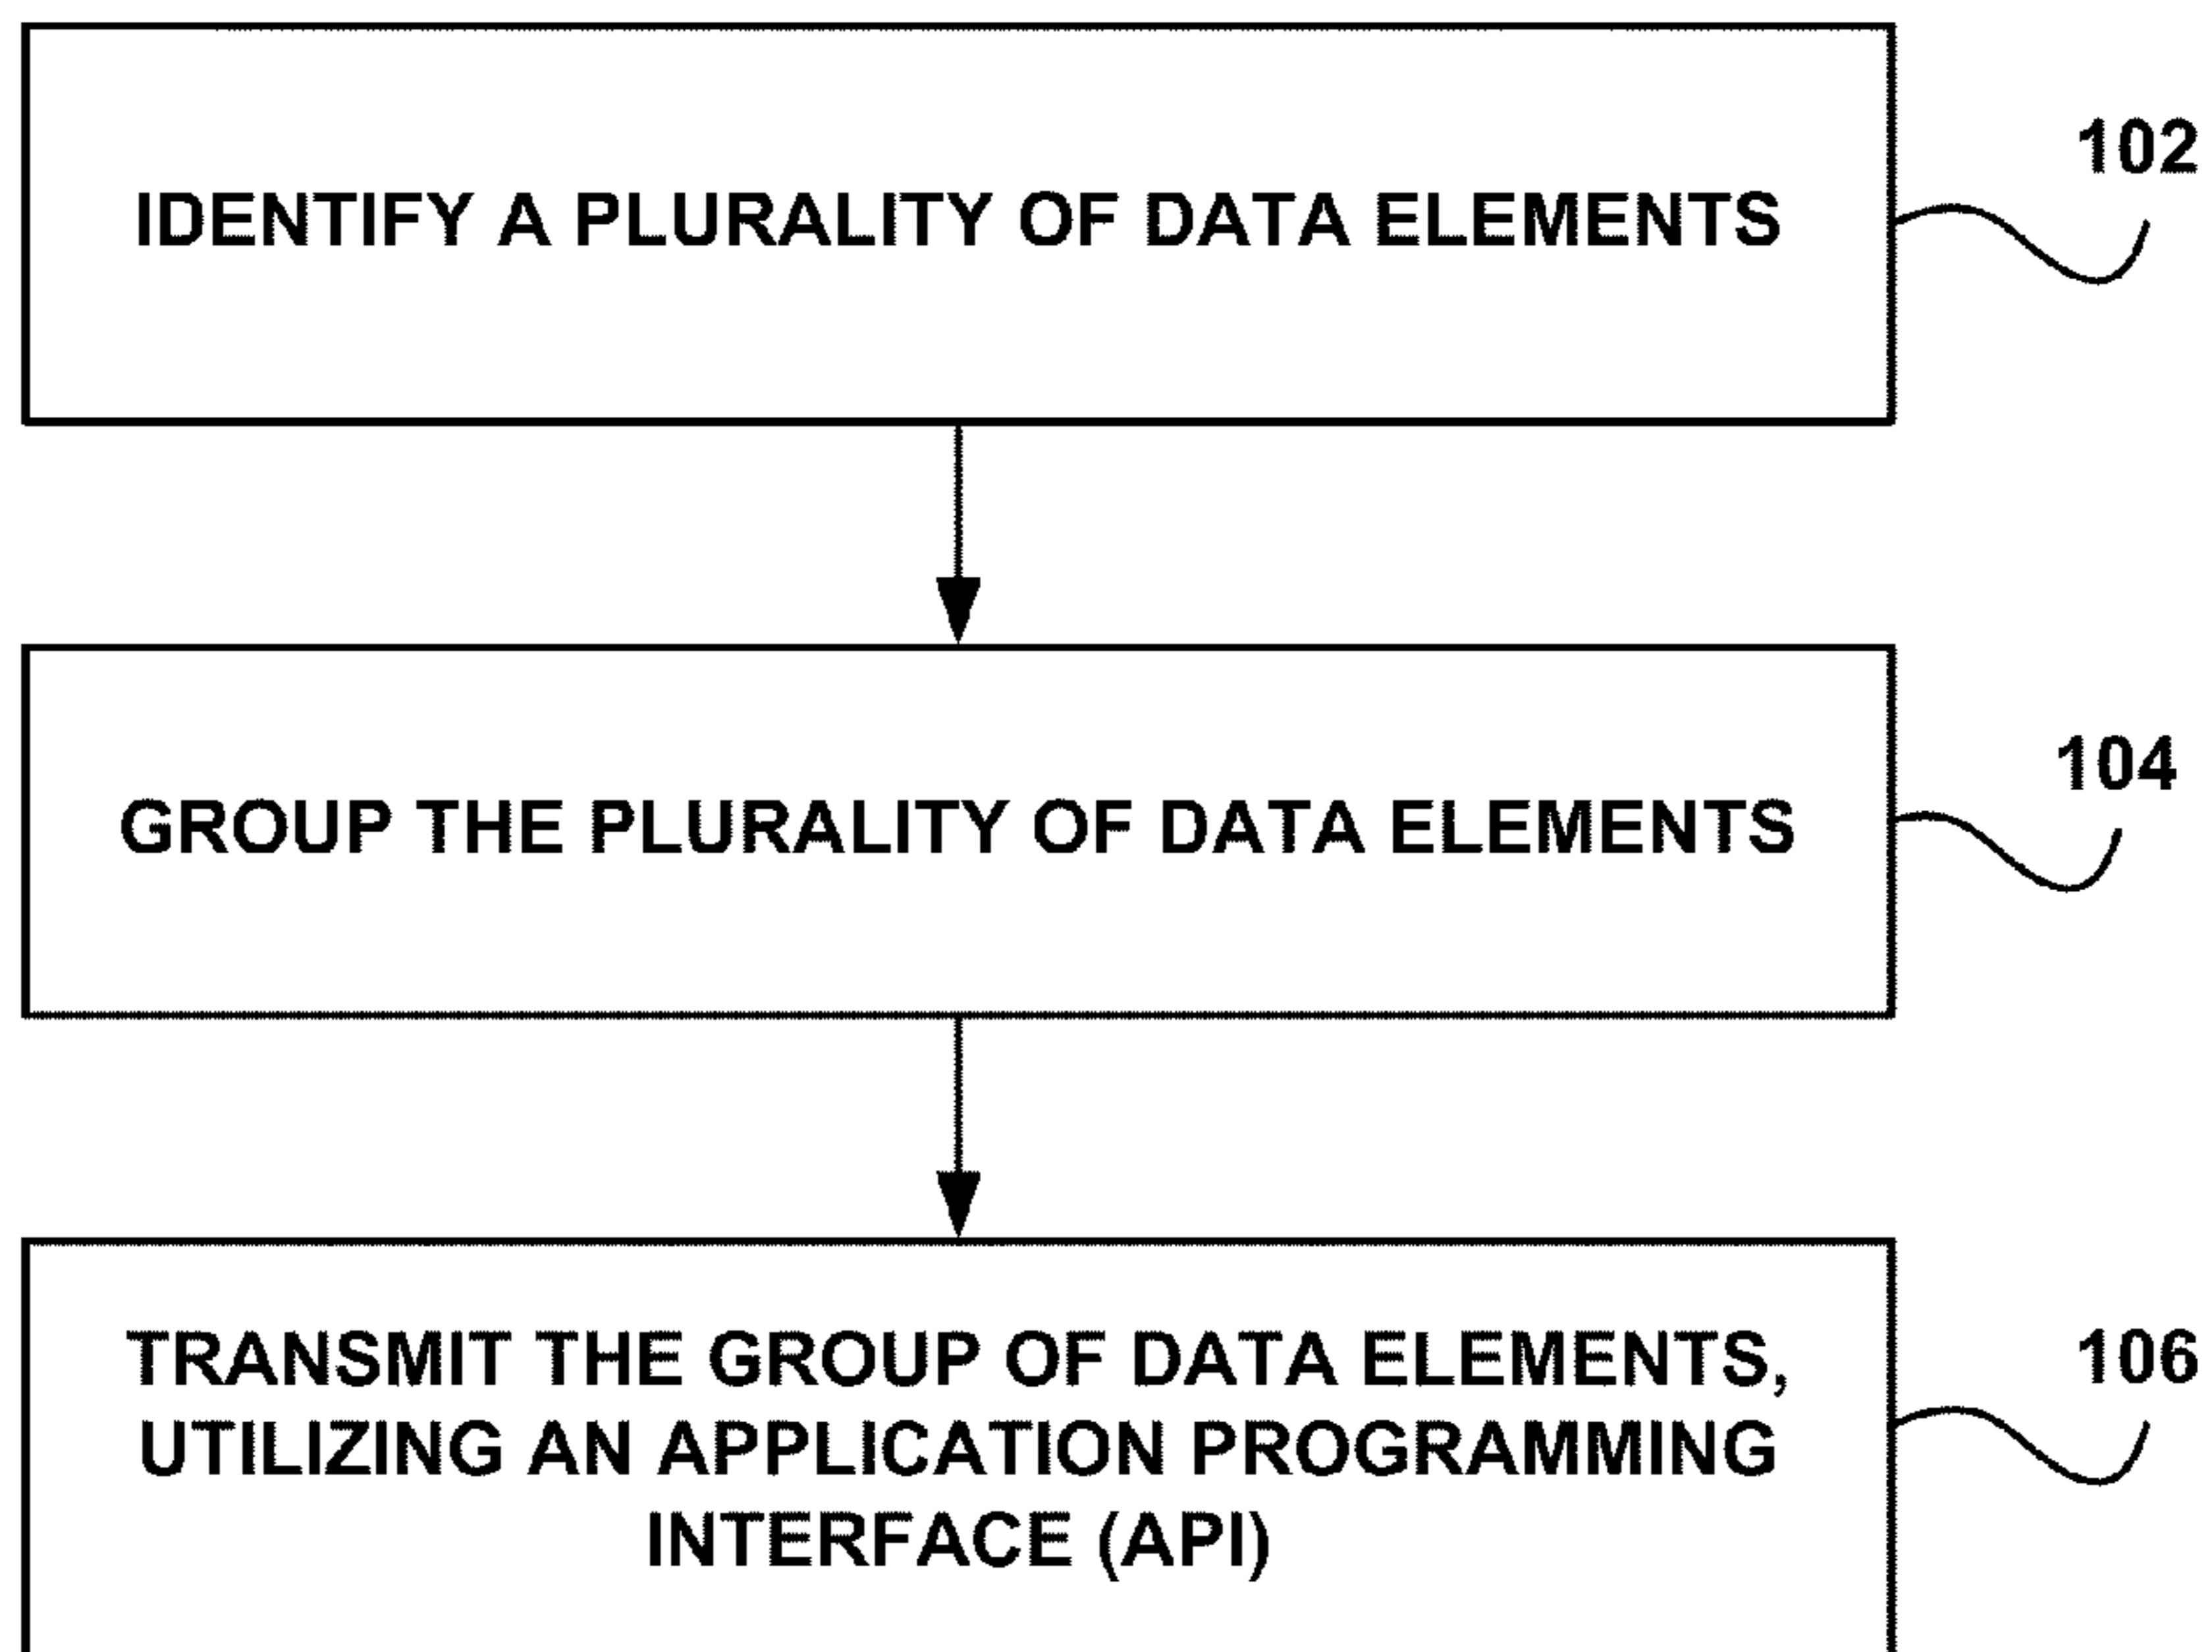 IDENTIFY A PLURALITY OF DATA ELEMENTS
102
GROUP THE PLURALITY OF DATA ELEMENTS
104
TRANSMIT THE GROUP OF DATA ELEMENTS,
UTILIZING AN APPLICATION PROGRAMMING
INTERFACE (API)
106